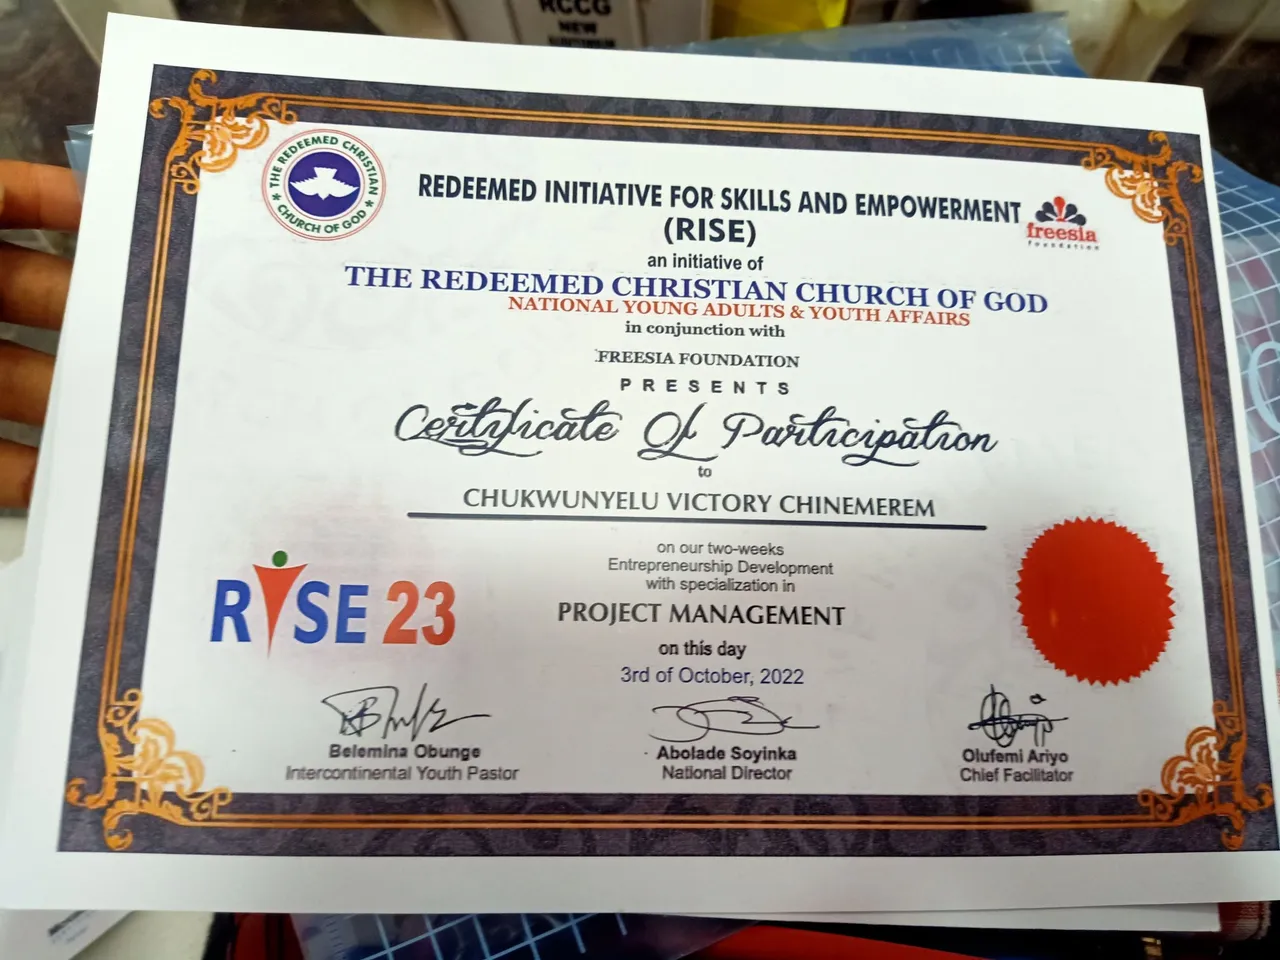 RCCG
NEW
THE REDEEMED CHRISTIAN
CHURCH OF GOD
REDEEMED INITIATIVE FOR SKILLS AND EMPOWERMENT
(RISE)
freesia
foundation
an initiative of
THE REDEEMED CHRISTIAN CHURCH OF GOD
NATIONAL YOUNG ADULTS & YOUTH AFFAIRS
in conjunction with
FREESIA FOUNDATION
PRESENTS
Certificate Of Participation
to
CHUKWUNYELU VICTORY CHINEMEREM
on our two-weeks
Entrepreneurship Development
with specialization in
PROJECT MANAGEMENT
on this day
3rd of October, 2022
RISE 23
Belemina Obunge
Intercontinental Youth Pastor
Abolade Soyinka
National Director
Olufemi Ariyo
Chief Facilitator